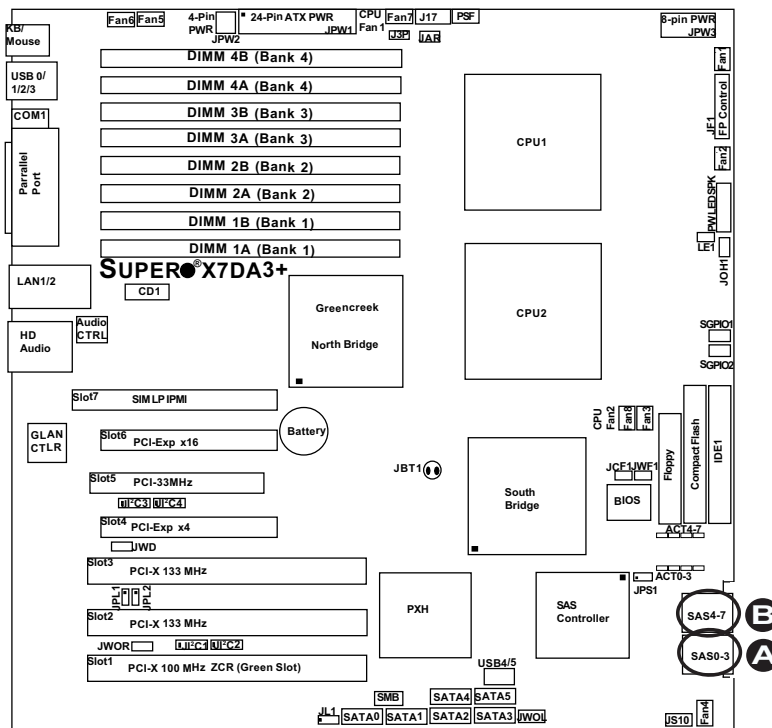 Fan6 Fan5
4-Pin
PWR
JPW2
24-Pin ATX PWR
JPW1
CPU
Fan 1
Fan7
J17
PSF
J3P
JAR
8-pin PWR
JPW3
KB/
Mouse
USB 0/
1/2/3
COM1
Parrallel
Port
LAN1/2
HD
Audio
Audio
CTRL
GLAN
CTLR
DIMM 4B (Bank 4)
DIMM 4A (Bank 4)
DIMM 3B (Bank 3)
DIMM 3A (Bank 3)
DIMM 2B (Bank 2)
DIMM 2A (Bank 2)
DIMM 1B (Bank 1)
DIMM 1A (Bank 1)
SUPER®X7DA3+
CD1
CPU1
CPU2
Greencreek
North Bridge
Fan1
JF1
FP Control
Fan2
PWLEDSPK
LE1
JOH1
SGPIO1
SGPIO2
Slot7
SIMLP IPMI
Slot6
PCI-Exp x16
Battery
Slot5
PCI-33MHz
JI²C3 JI²C4
Slot4
PCI-Exp x4
JWD
Slot3
PCI-X 133 MHz
JPL1
JPL2
Slot2
PCI-X 133 MHz
JWOR
JI²C1 JI²C2
Slot1
PCI-X 100 MHz ZCR (Green Slot)
JBT1
South
Bridge
CPU
Fan2
Fan8
Fan3
JCF1 JWF1
BIOS
Floppy
Compact Flash
IDE1
ACT4-7
ACT0-3
JPS1
PXH
SAS
Controller
SAS4-7
B
SAS0-3
A
USB4/5
SMB
SATA4 SATA5
JL1
SATA0 SATA1 SATA2 SATA3 JWOL
JS10
Fan4